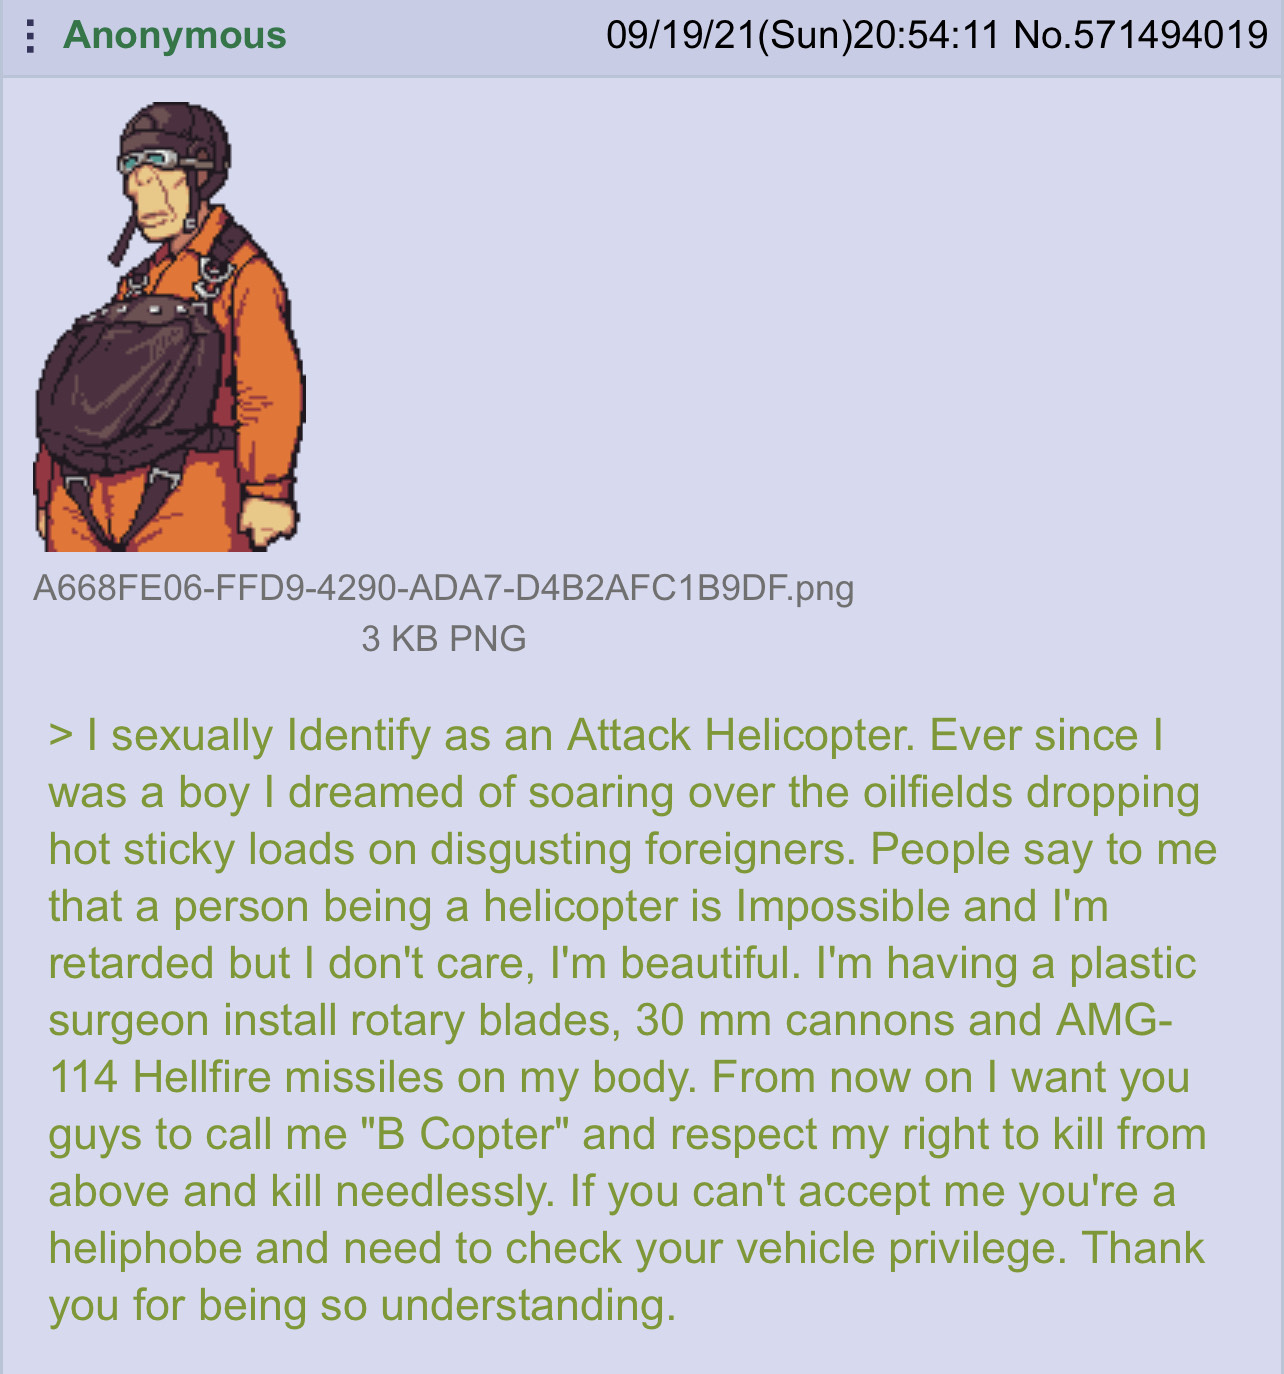 Anonymous 09/19/21(Sun)20:54:11 No.571494019
A668FE06-FFD9-4290-ADA7-D4B2AFC1B9DF.png
3 KB PNG
> I sexually Identify as an Attack Helicopter. Ever since I
was a boy I dreamed of soaring over the oilfields dropping
hot sticky loads on disgusting foreigners. People say to me
that a person being a helicopter is Impossible and I'm
retarded but I don't care, I'm beautiful. I'm having a plastic
surgeon install rotary blades, 30 mm cannons and AMG-
114 Hellfire missiles on my body. From now on I want you
guys to call me "B Copter" and respect my right to kill from
above and kill needlessly. If you can't accept me you're a
heliphobe and need to check your vehicle privilege. Thank
you for being so understanding.